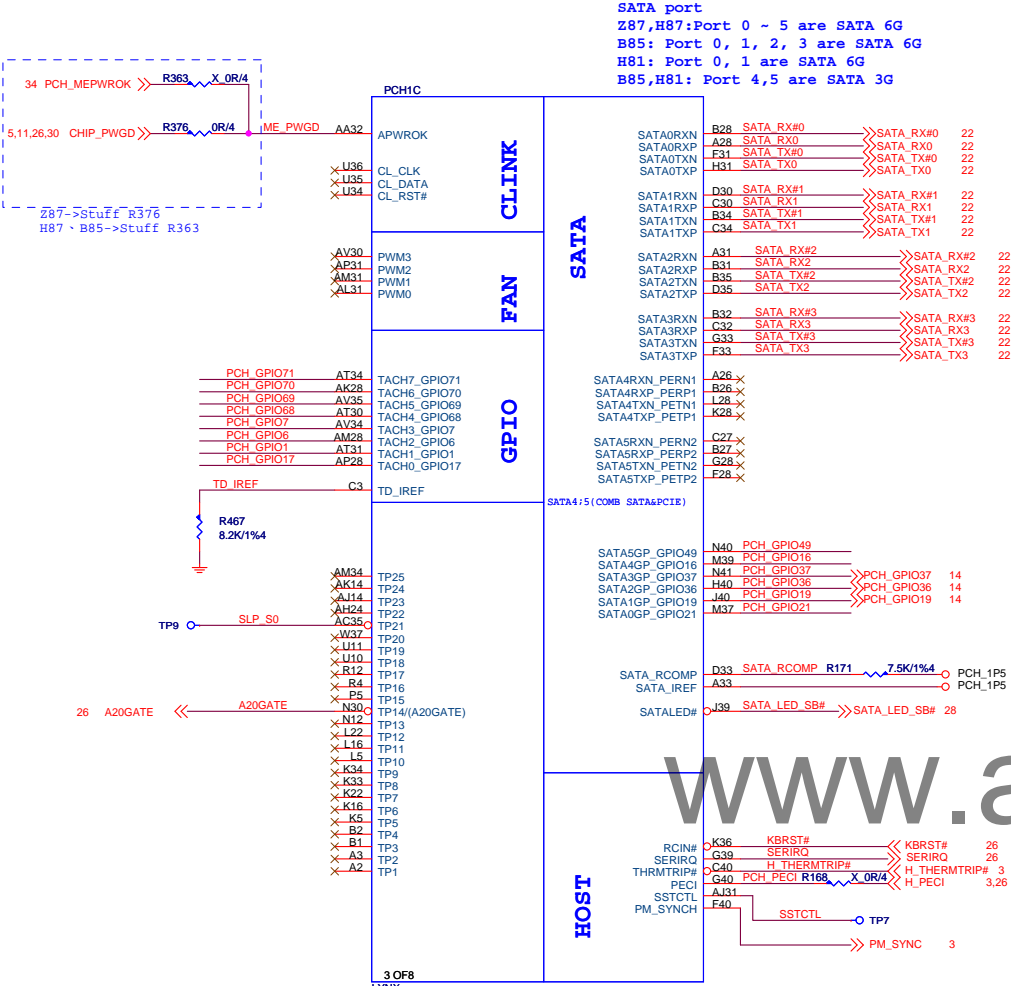 SATA port
Z87,H87:Port 0 ~ 5 are SATA 6G
B85: Port 0, 1, 2, 3 are SATA 6G
H81: Port 0, 1 are SATA 6G
B85,H81: Port 4,5 are SATA 3G
34 PCH_MEPWROK R363 X_0R/4
5,11,26,30 CHIP_PWGD R376 0R/4 ME_PWGD
Z87->Stuff R376
H87、B85->Stuff R363
PCH1C
AA32 APWROK
U36 CL_CLK
U35 CL_DATA
U34 CL_RST#
CLINK
AV30 PWM3
AP31 PWM2
AM31 PWM1
AL31 PWM0
FAN
PCH_GPIO71 AT34 TACH7_GPIO71
PCH_GPIO70 AK28 TACH6_GPIO70
PCH_GPIO69 AV35 TACH5_GPIO69
PCH_GPIO68 AT30 TACH4_GPIO68
PCH_GPIO7 AV34 TACH3_GPIO7
PCH_GPIO6 AM28 TACH2_GPIO6
PCH_GPIO1 AT31 TACH1_GPIO1
PCH_GPIO17 AP28 TACH0_GPIO17
GPIO
TD_IREF C3 TD_IREF
R467
8.2K/1%4
AM34 TP25
AK14 TP24
AJ14 TP23
AH24 TP22
TP9 SLP_S0 AC35 TP21
W37 TP20
U11 TP19
U10 TP18
R12 TP17
R4 TP16
P5 TP15
26 A20GATE A20GATE N30 TP14/(A20GATE)
N12 TP13
L22 TP12
L16 TP11
L5 TP10
K34 TP9
K33 TP8
K22 TP7
K16 TP6
K5 TP5
B2 TP4
B1 TP3
A3 TP2
A2 TP1
3 OF8
SATA
SATA0RXN B28 SATA_RX#0 SATA_RX#0 22
SATA0RXP A28 SATA_RX0 SATA_RX0 22
SATA0TXN F31 SATA_TX#0 SATA_TX#0 22
SATA0TXP H31 SATA_TX0 SATA_TX0 22
SATA1RXN D30 SATA_RX#1 SATA_RX#1 22
SATA1RXP C30 SATA_RX1 SATA_RX1 22
SATA1TXN B34 SATA_TX#1 SATA_TX#1 22
SATA1TXP C34 SATA_TX1 SATA_TX1 22
SATA2RXN A31 SATA_RX#2 SATA_RX#2 22
SATA2RXP B31 SATA_RX2 SATA_RX2 22
SATA2TXN B35 SATA_TX#2 SATA_TX#2 22
SATA2TXP D35 SATA_TX2 SATA_TX2 22
SATA3RXN B32 SATA_RX#3 SATA_RX#3 22
SATA3RXP C32 SATA_RX3 SATA_RX3 22
SATA3TXN G33 SATA_TX#3 SATA_TX#3 22
SATA3TXP F33 SATA_TX3 SATA_TX3 22
SATA4RXN_PERN1 A26
SATA4RXP_PERP1 B26
SATA4TXN_PETN1 L28
SATA4TXP_PETP1 K28
SATA5RXN_PERN2 C27
SATA5RXP_PERP2 B27
SATA5TXN_PETN2 G28
SATA5TXP_PETP2 F28
SATA4;5(COMB SATA&PCIE)
SATA5GP_GPIO49 N40 PCH_GPIO49
SATA4GP_GPIO16 M39 PCH_GPIO16
SATA3GP_GPIO37 N41 PCH_GPIO37 PCH_GPIO37 14
SATA2GP_GPIO36 H40 PCH_GPIO36 PCH_GPIO36 14
SATA1GP_GPIO19 J40 PCH_GPIO19 PCH_GPIO19 14
SATA0GP_GPIO21 M37 PCH_GPIO21
SATA_RCOMP D33 SATA_RCOMP R171 7.5K/1%4 PCH_1P5
SATA_IREF A33 PCH_1P5
SATALED# J39 SATA_LED_SB# SATA_LED_SB# 28
www.a
HOST
RCIN# K36 KBRST# KBRST# 26
SERIRQ G39 SERIRQ SERIRQ 26
THRMTRIP# C40 H_THERMTRIP# H_THERMTRIP# 3
PECI G40 PCH_PECI R168 X_0R/4 H_PECI 3,26
SSTCTL AJ31 SSTCTL TP7
PM_SYNCH F40 PM_SYNC 3